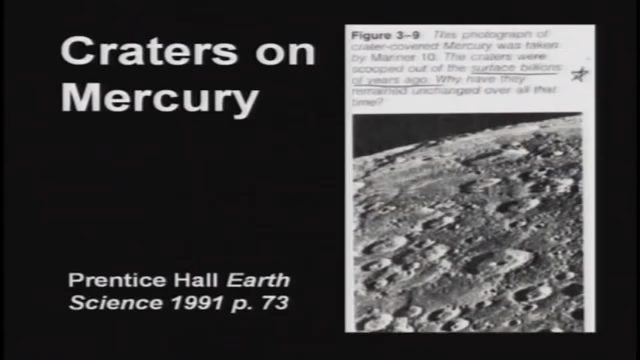 Craters on
Mercury
Figure 3–9 This photograph of
crater-covered Mercury was taken
by Mariner 10. The craters were
scooped out of the surface billions
of years ago. Why have they
remained unchanged over all that
time?
Prentice Hall Earth
Science 1991 p. 73